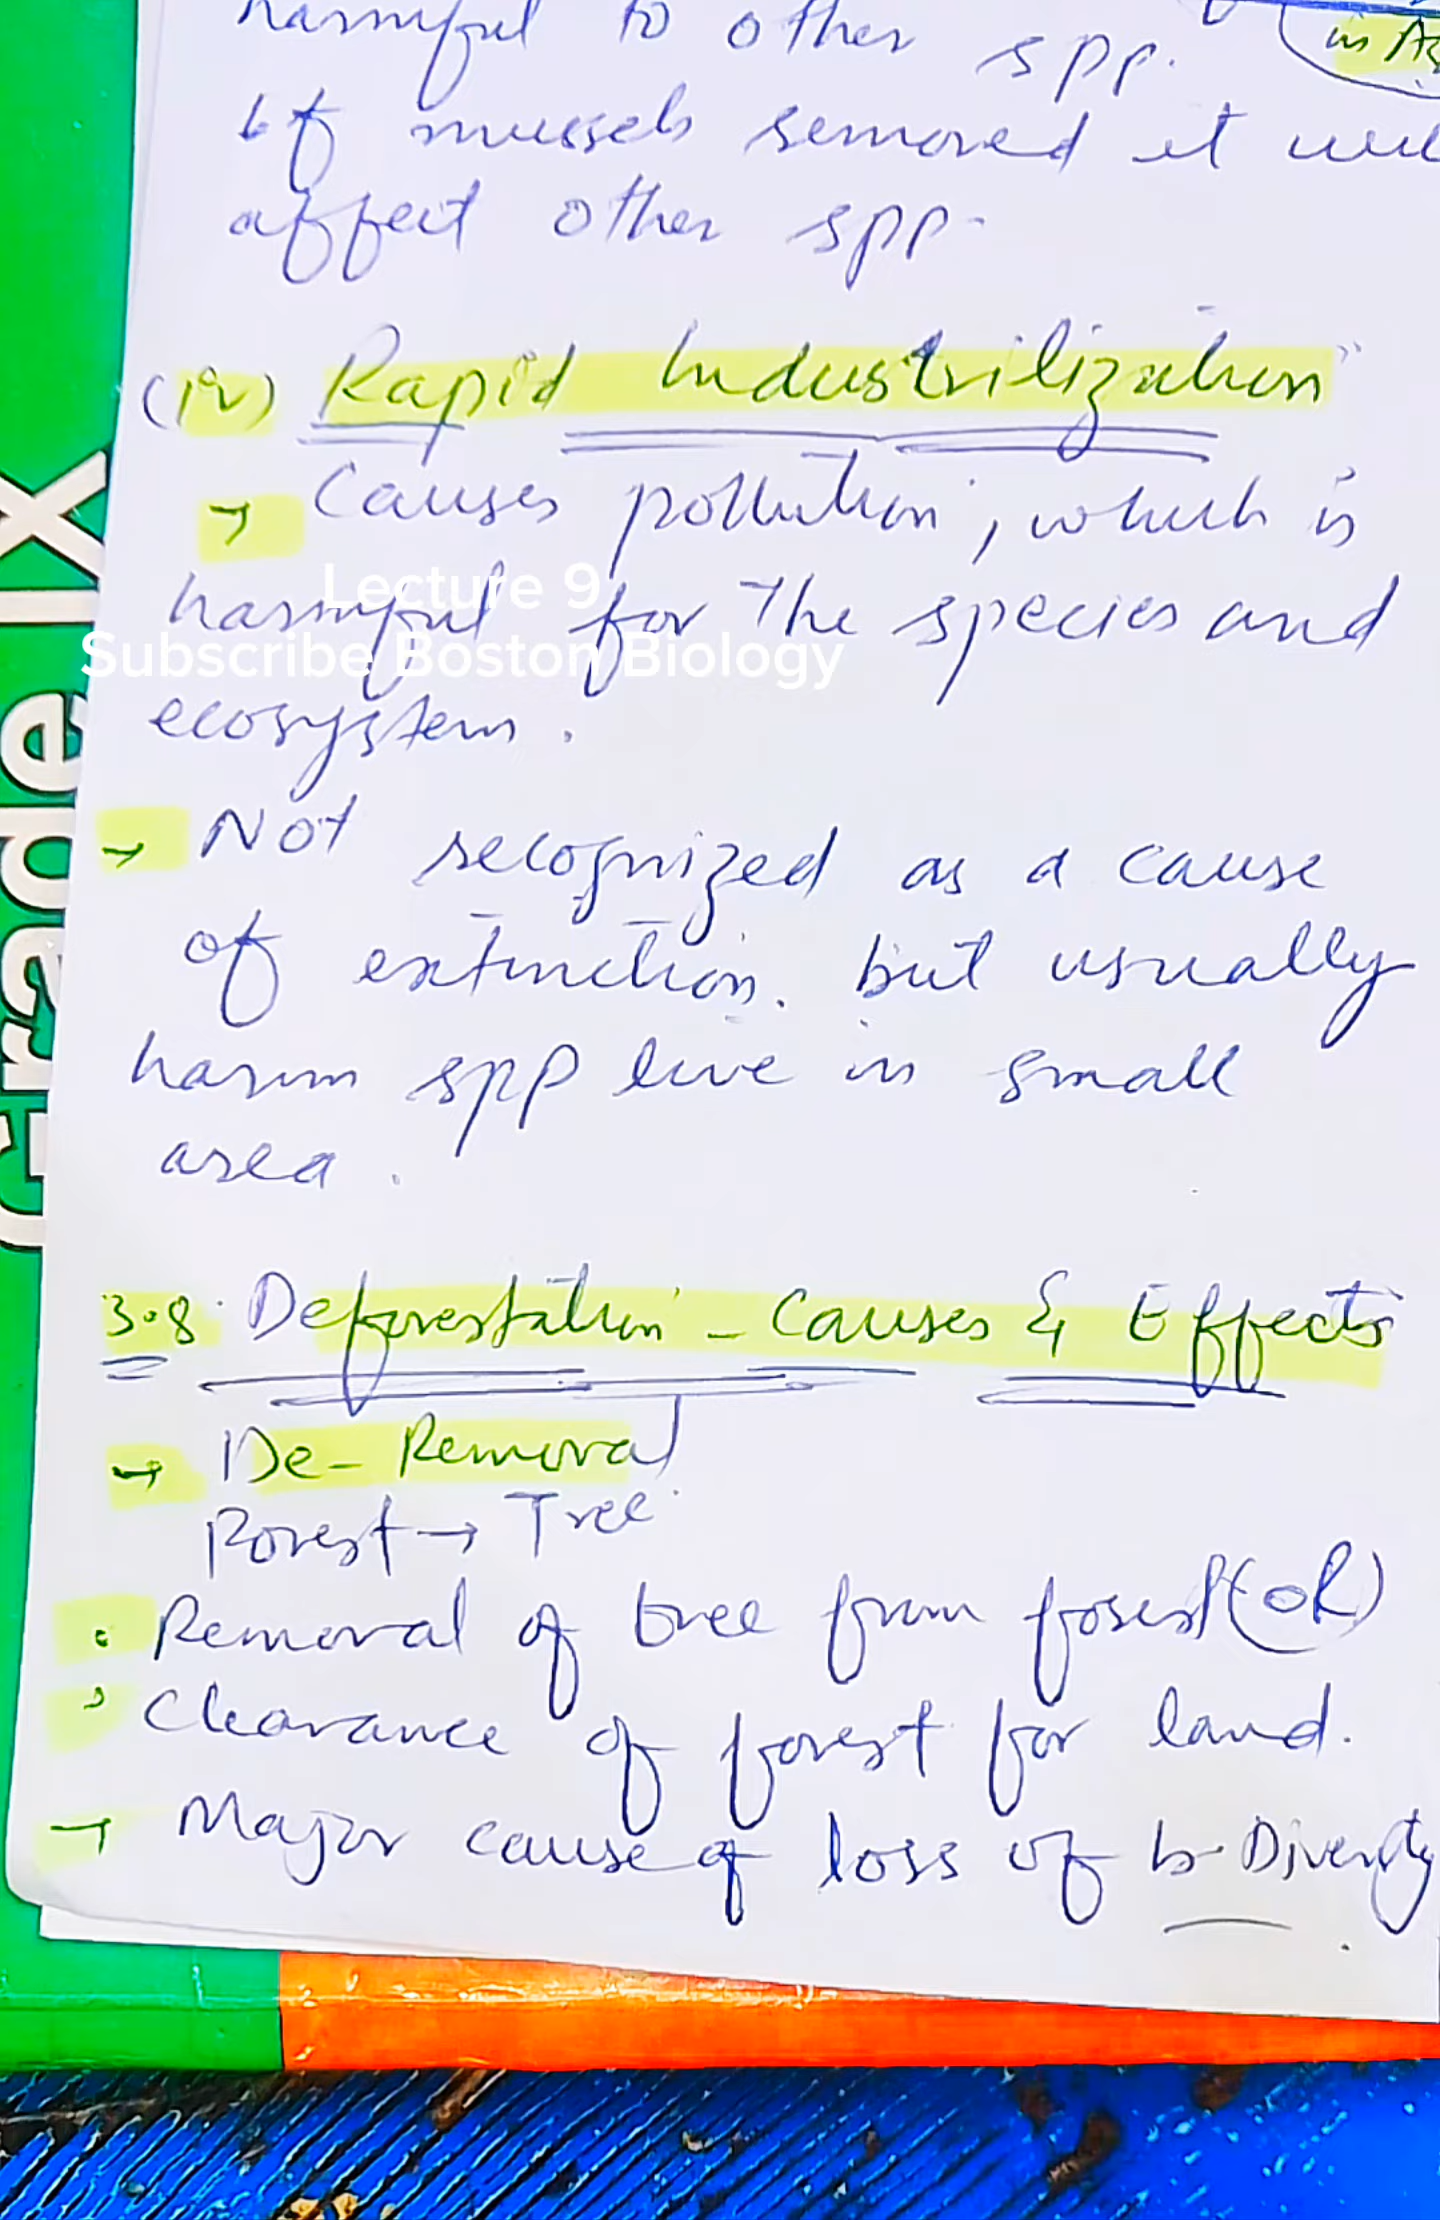 harmful to other spp.
in
If mussels removed it will
affect other spp.
(iv) Rapid Industrilization
→ Causes pollution, which is
harmful for the species and
ecosystem.
→ Not recognized as a cause
of extinction. but usually
harm spp live in small
area.
3.8. Deforestation - Causes & Effects
→ De - Removal
Forest → Tree
Removal of tree from forest (OR)
Clearance of forest for land.
→ Major cause of loss of b-Diversity
Lecture 9
Subscribe Boston Biology
Grade IX